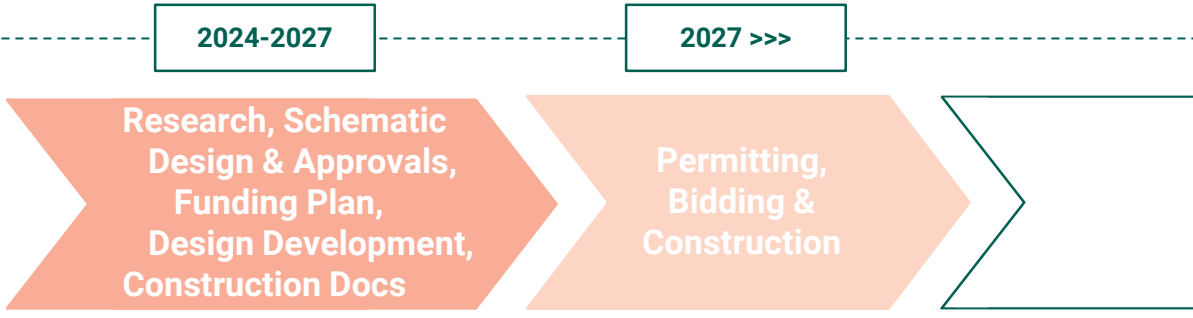 2024-2027
2027 >>>
Research, Schematic
Design & Approvals,
Funding Plan,
Design Development,
Construction Docs
Permitting,
Bidding &
Construction